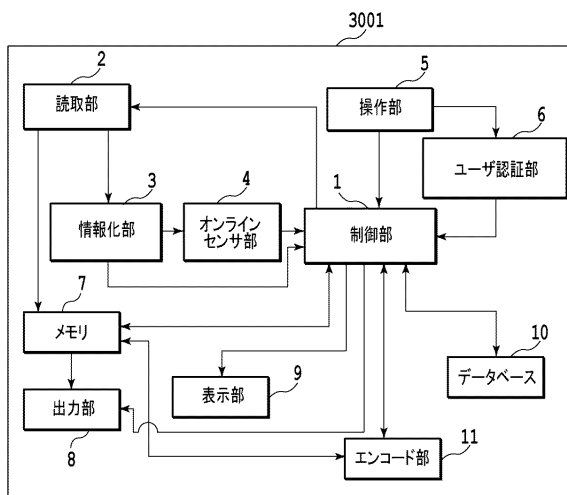 3001
2
読取部
5
操作部
6
ユーザ認証部
3
情報化部
4
オンライン
センサ部
1
制御部
7
メモリ
10
データベース
9
表示部
出力部
8
11
エンコード部